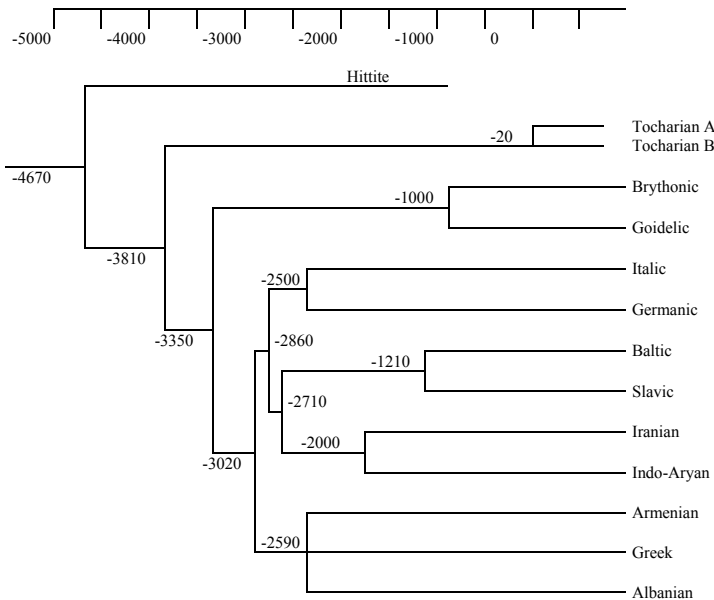 -5000 -4000 -3000 -2000 -1000 0
Hittite
Tocharian A
-20
Tocharian B
-4670
Brythonic
-1000
Goidelic
-3810
Italic
-2500
Germanic
-3350
-2860
Baltic
-1210
Slavic
-2710
Iranian
-2000
-3020
Indo-Aryan
Armenian
-2590
Greek
Albanian